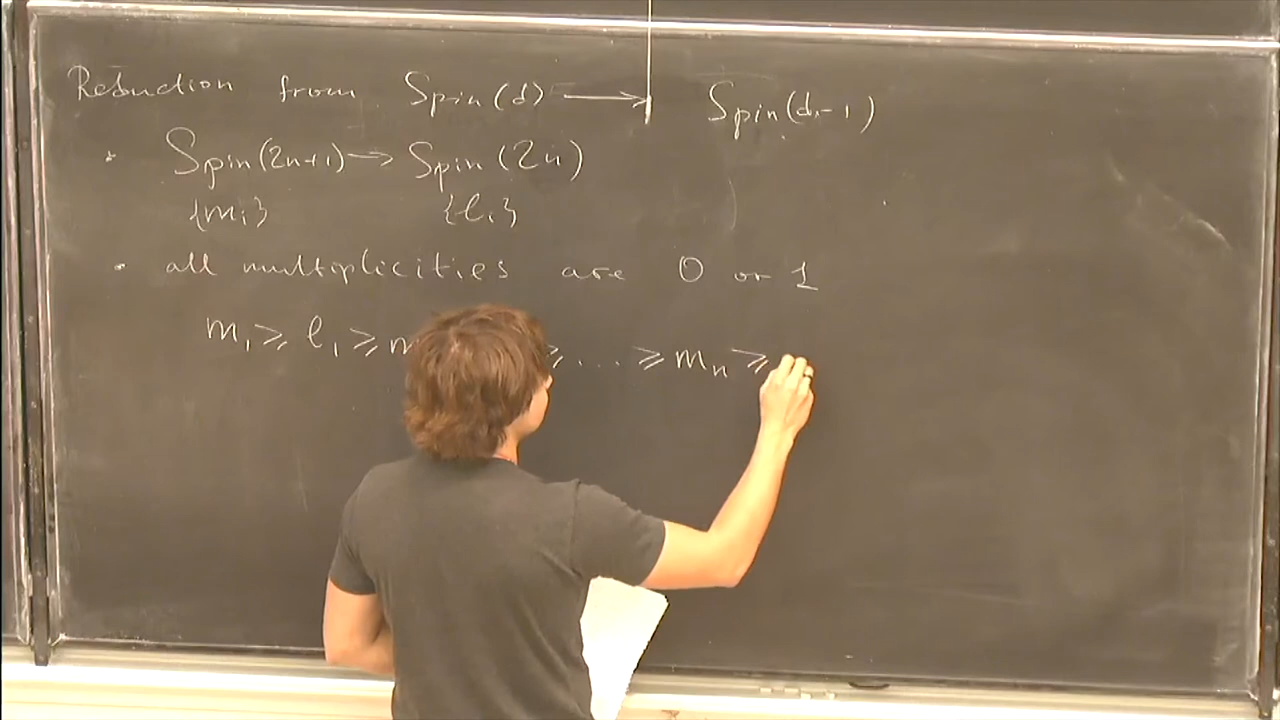 Reduction from Spin(d) → Spin(d-1)
• Spin(2n+1) → Spin(2n)
{mᵢ} {ℓᵢ}
• all multiplicities are 0 or 1
m₁ ≥ ℓ₁ ≥ m ≥ ... ≥ mₙ ≥